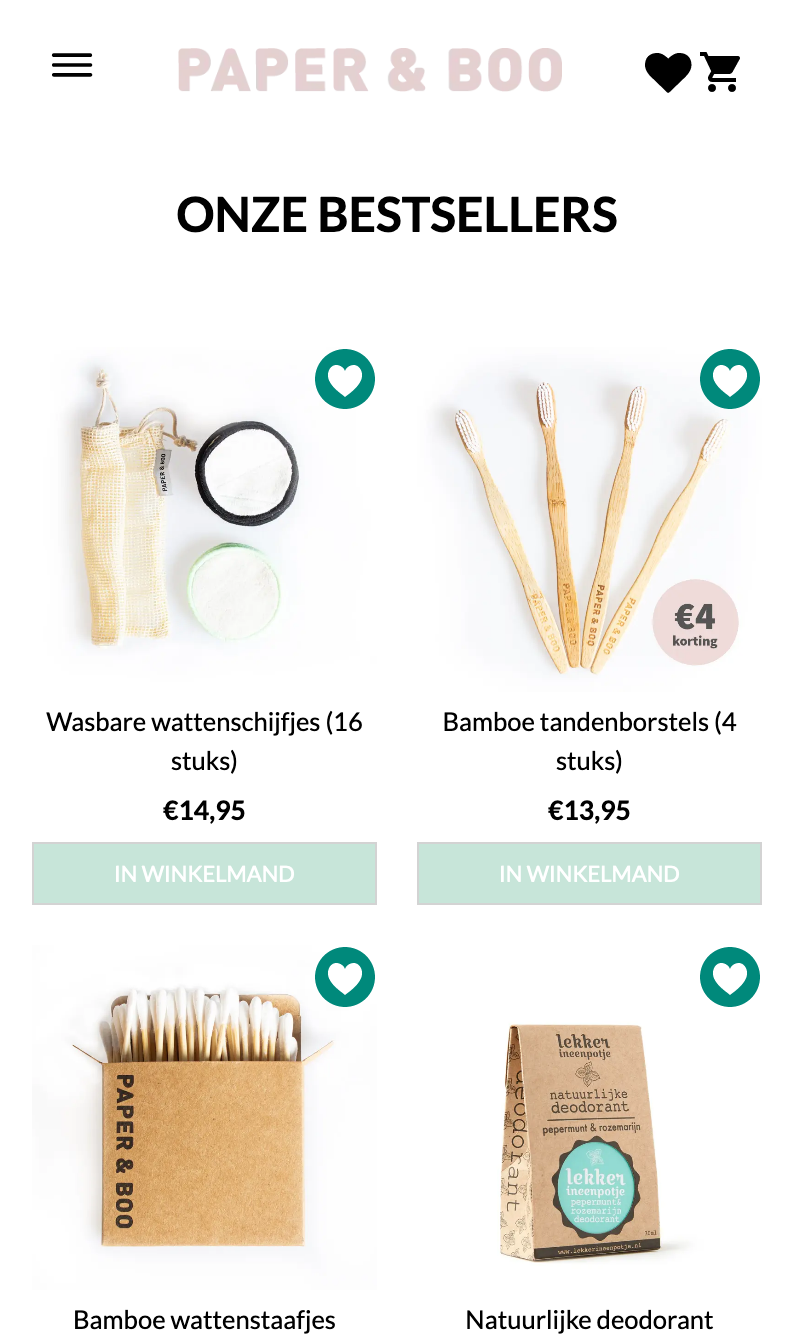 PAPER & BOO
ONZE BESTSELLERS
PAPER & BOO
PAPER & BOO
PAPER & BOO
PAPER & BOO
PAPER & BOO
€4
korting
Wasbare wattenschijfjes (16
stuks)
€14,95
IN WINKELMAND
Bamboe tandenborstels (4
stuks)
€13,95
IN WINKELMAND
PAPER & BOO
lekker
ineenpotje
natuurlijke
deodorant
pepermunt & rozemarijn
deodorant
lekker
ineenpotje
pepermunt&
rozemarijn
deodorant
www.lekkerineenpotje.nl
Bamboe wattenstaafjes
Natuurlijke deodorant